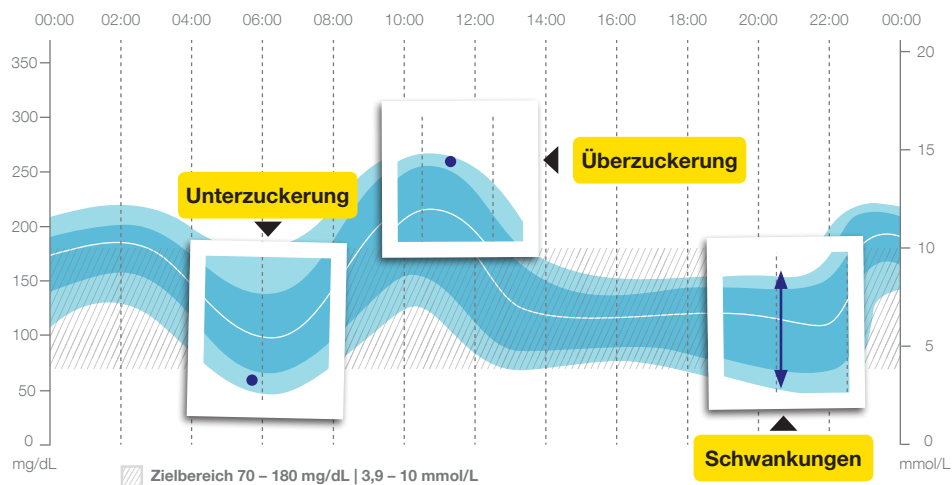 00:00 02:00 04:00 06:00 08:00 10:00 12:00 14:00 16:00 18:00 20:00 22:00 00:00
350
300
250
200
150
100
50
0
mg/dL
20
15
10
5
0
mmol/L
Unterzuckerung
Überzuckerung
Schwankungen
Zielbereich 70 – 180 mg/dL | 3,9 – 10 mmol/L